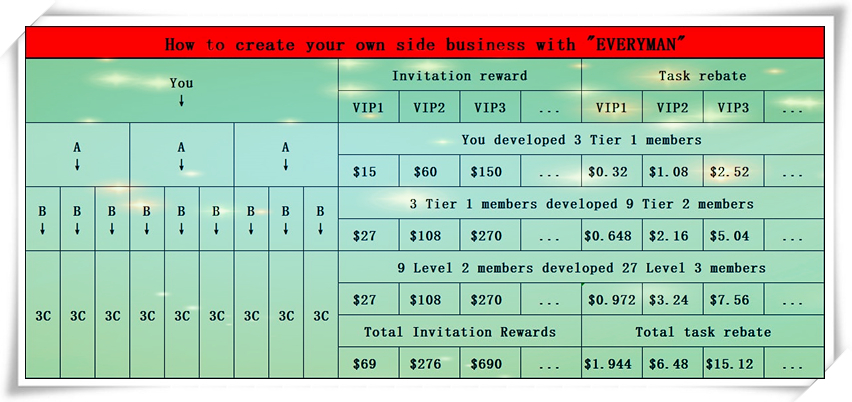 How to create your own side business with "EVERYMAN"
You
↓
Invitation reward Task rebate
VIP1 VIP2 VIP3 ... VIP1 VIP2 VIP3 ...
A A A
↓ ↓ ↓
You developed 3 Tier 1 members
$15 $60 $150 ... $0.32 $1.08 $2.52 ...
B B B B B B B B B
↓ ↓ ↓ ↓ ↓ ↓ ↓ ↓ ↓
3 Tier 1 members developed 9 Tier 2 members
$27 $108 $270 ... $0.648 $2.16 $5.04 ...
3C 3C 3C 3C 3C 3C 3C 3C 3C
9 Level 2 members developed 27 Level 3 members
$27 $108 $270 ... $0.972 $3.24 $7.56 ...
Total Invitation Rewards Total task rebate
$69 $276 $690 ... $1.944 $6.48 $15.12 ...